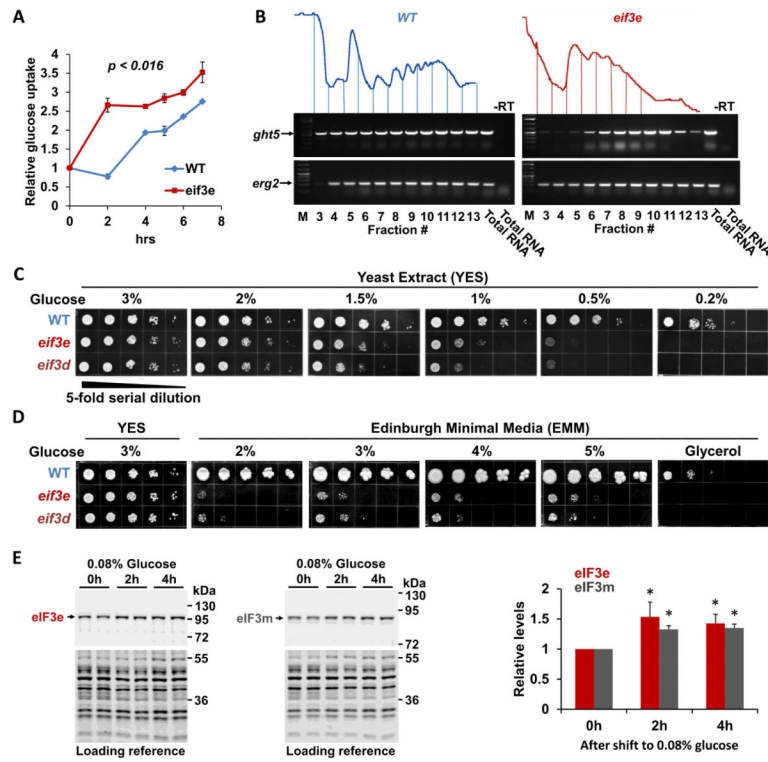 A
Relative glucose uptake
4
3.5
3
2.5
2
1.5
1
0.5
0
p < 0.016
WT
eif3e
0 2 4 6 8
hrs
B
WT
eif3e
-RT
-RT
ght5
erg2
M 3 4 5 6 7 8 9 10 11 12 13 Total RNA Total RNA
M 3 4 5 6 7 8 9 10 11 12 13 Total RNA Total RNA
Fraction #
Fraction #
C
Yeast Extract (YES)
Glucose 3% 2% 1.5% 1% 0.5% 0.2%
WT
eif3e
eif3d
5-fold serial dilution
D
YES
Edinburgh Minimal Media (EMM)
Glucose 3% 2% 3% 4% 5% Glycerol
WT
eif3e
eif3d
E
0.08% Glucose
0h 2h 4h
kDa
eIF3e
130
95
72
55
36
Loading reference
0.08% Glucose
0h 2h 4h
kDa
eIF3m
130
95
72
55
36
Loading reference
eIF3e
eIF3m
Relative levels
2
1.5
1
0.5
0
* * * *
0h 2h 4h
After shift to 0.08% glucose